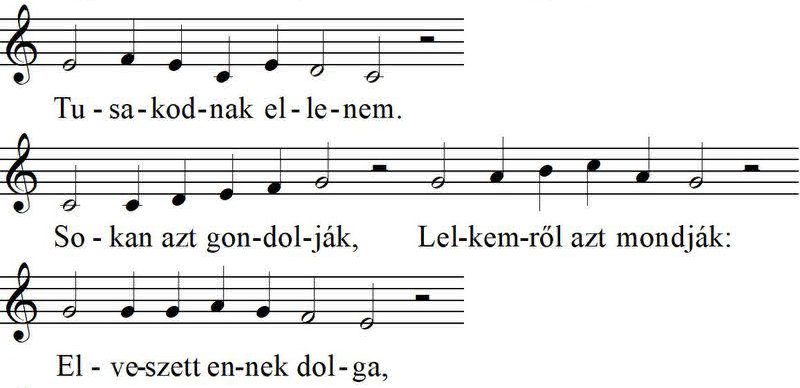 Tu - sa - kod - nak el - le - nem.
So - kan azt gon - dol - ják, Lel - kem - ről azt mondják:
El - ve - szett en - nek dol - ga,